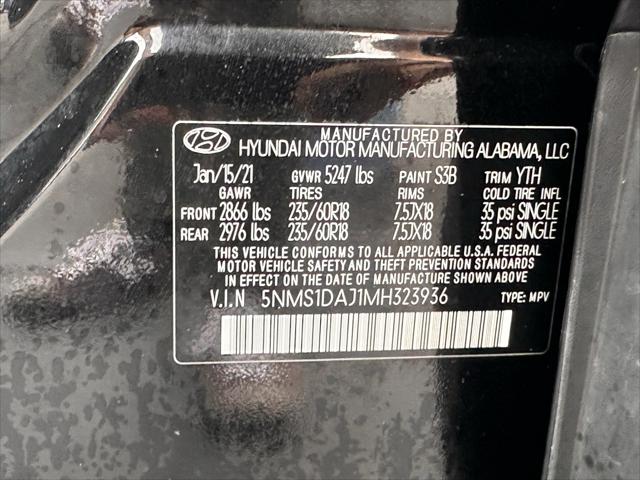 MANUFACTURED BY
HYUNDAI MOTOR MANUFACTURING ALABAMA, LLC
Jan/15/21 GVWR 5247 lbs PAINT S3B TRIM YTH
GAWR TIRES RIMS COLD TIRE INFL
FRONT 2866 lbs 235/60R18 7.5JX18 35 psi SINGLE
REAR 2976 lbs 235/60R18 7.5JX18 35 psi SINGLE
THIS VEHICLE CONFORMS TO ALL APPLICABLE U.S.A. FEDERAL
MOTOR VEHICLE SAFETY AND THEFT PREVENTION STANDARDS
IN EFFECT ON THE DATE OF MANUFACTURE SHOWN ABOVE.
V.I.N 5NMS1DAJ1MH323936 TYPE: MPV